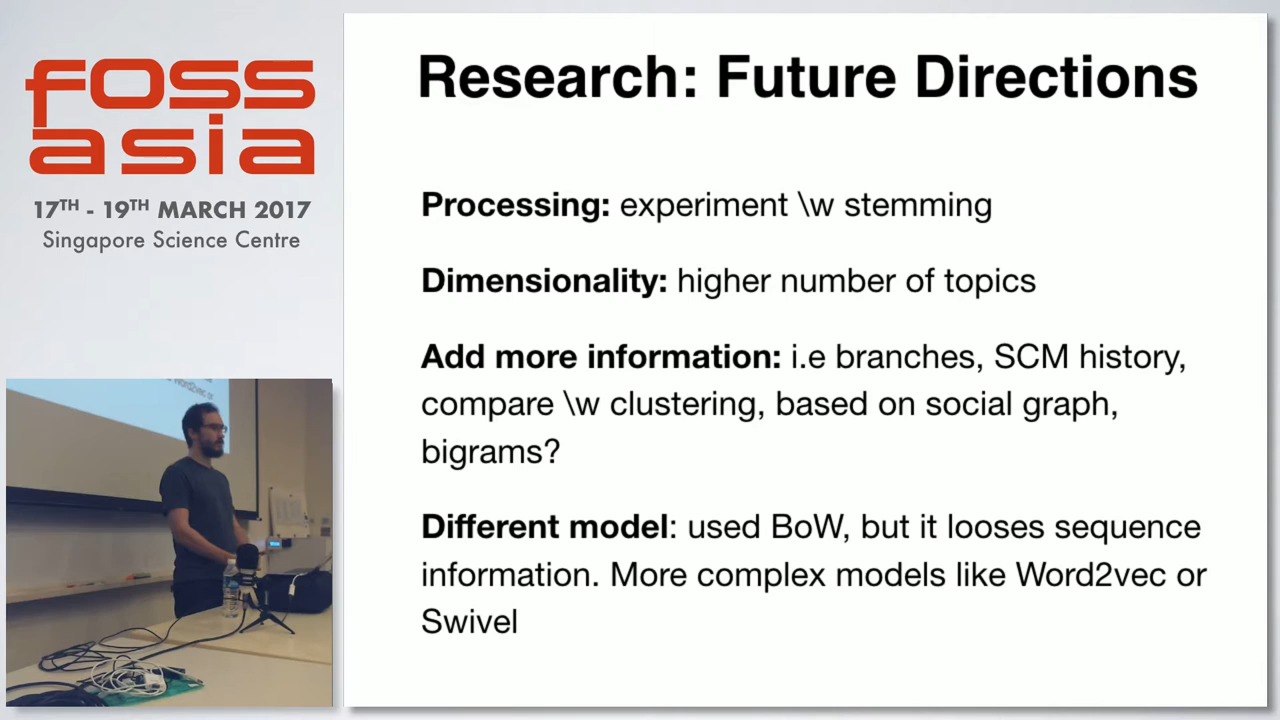 foss
asia
17TH - 19TH MARCH 2017
Singapore Science Centre
Research: Future Directions
Processing: experiment \w stemming
Dimensionality: higher number of topics
Add more information: i.e branches, SCM history,
compare \w clustering, based on social graph,
bigrams?
Different model: used BoW, but it looses sequence
information. More complex models like Word2vec or
Swivel